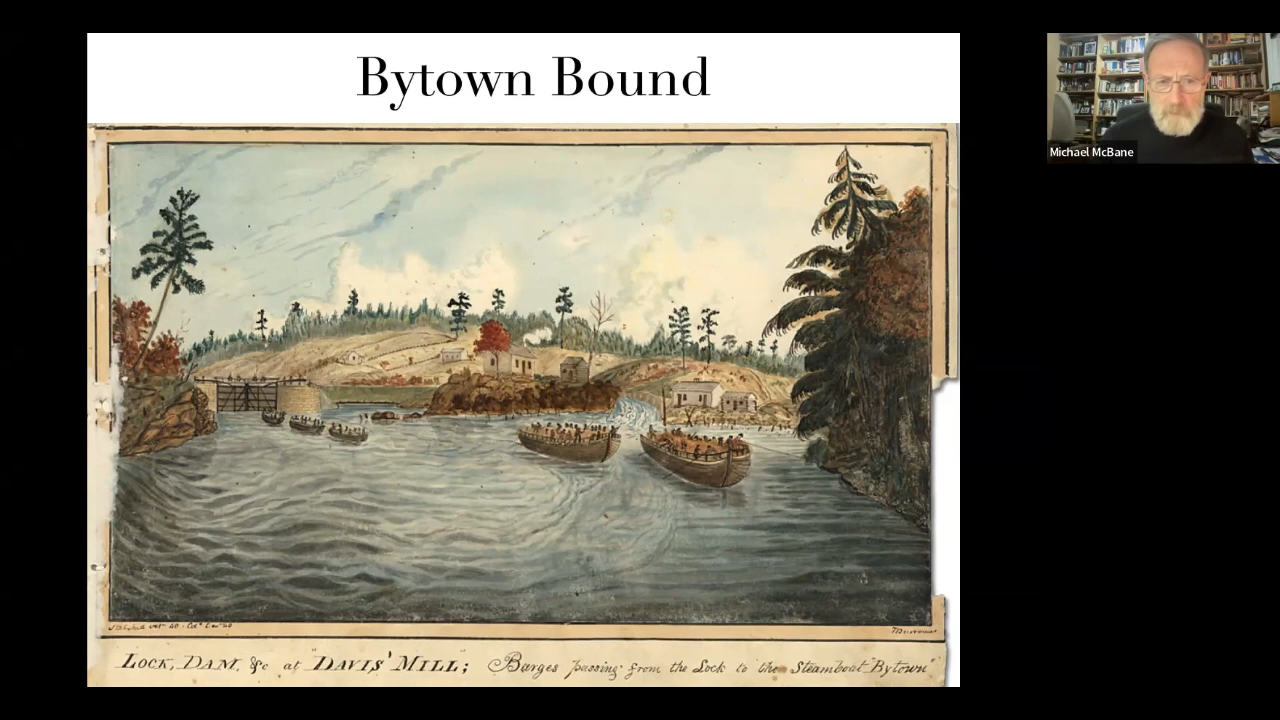 Bytown Bound
Michael McBane
LOCK, DAM, &c at "DAVIS' MILL; Barges passing from the Lock to the Steamboat "Bytown"